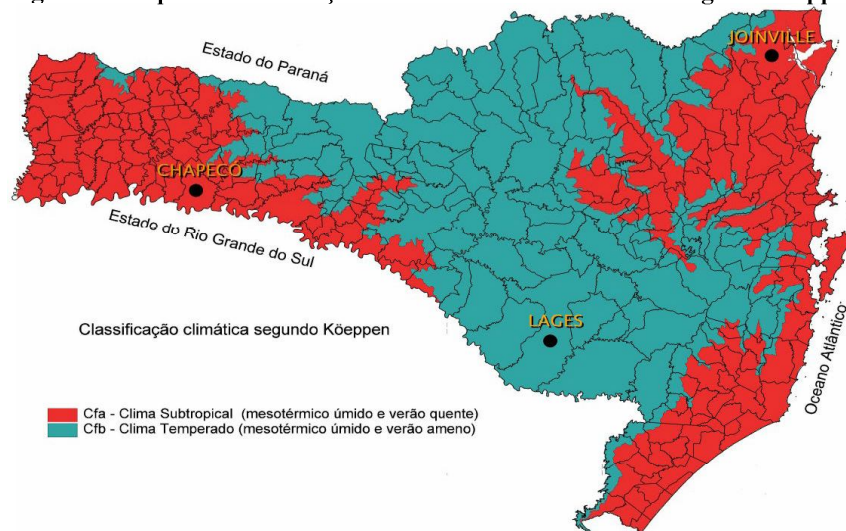 JOINVILLE
Estado do Paraná
CHAPECÓ
Estado do Rio Grande do Sul
LAGES
Oceano Atlântico
Classificação climática segundo Köeppen
Cfa - Clima Subtropical (mesotérmico úmido e verão quente)
Cfb - Clima Temperado (mesotérmico úmido e verão ameno)